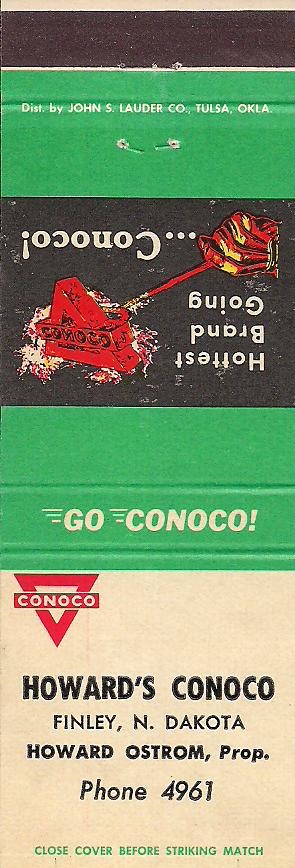 Dist. by JOHN S. LAUDER CO., TULSA, OKLA.
Hottest
Brand
Going
...Conoco!
CONOCO
GO CONOCO!
CONOCO
HOWARD'S CONOCO
FINLEY, N. DAKOTA
HOWARD OSTROM, Prop.
Phone 4961
CLOSE COVER BEFORE STRIKING MATCH